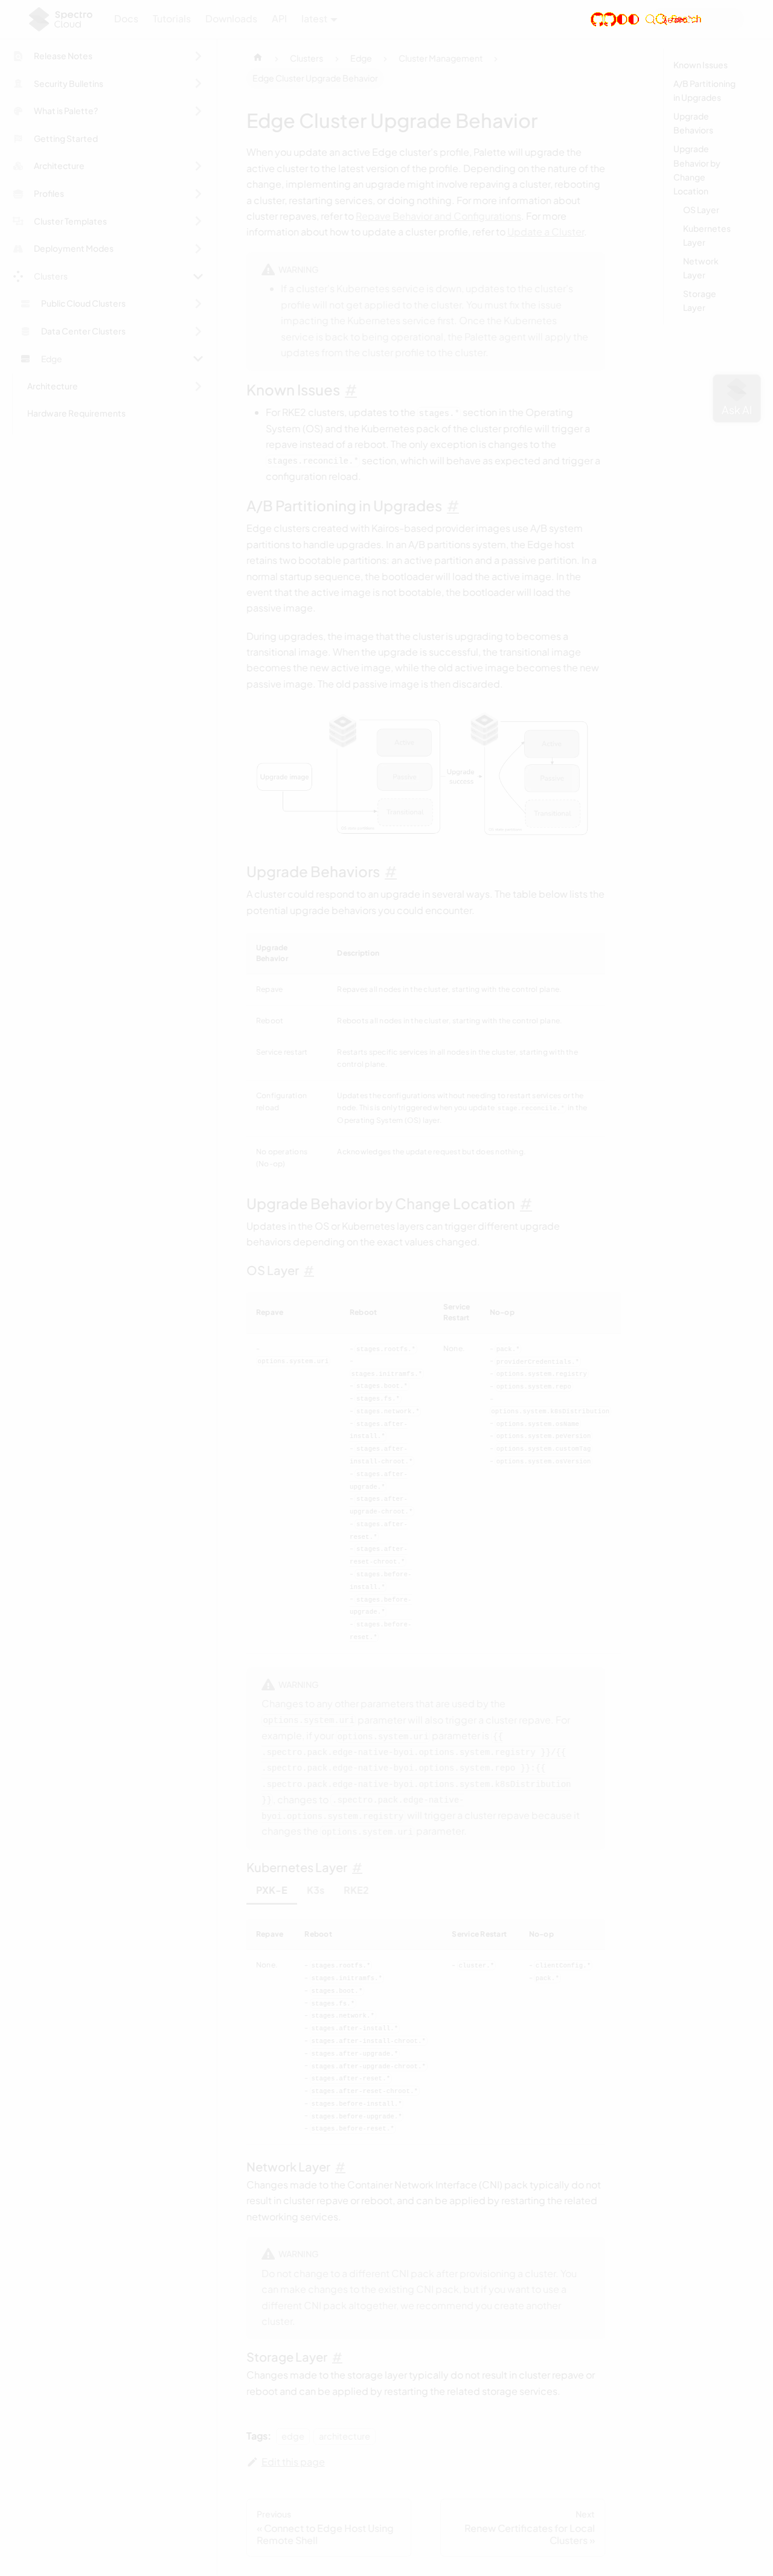 Spectro
Cloud
Docs
Tutorials
Downloads
API
latest
Release Notes
Security Bulletins
What is Palette?
Getting Started
Architecture
Profiles
Cluster Templates
Deployment Modes
Clusters
Public Cloud Clusters
Data Center Clusters
Edge
Architecture
Hardware Requirements
Clusters
Edge
Cluster Management
Edge Cluster Upgrade Behavior
Edge Cluster Upgrade Behavior
When you update an active Edge cluster's profile, Palette will upgrade the
active cluster to the latest version of the profile. Depending on the nature of the
change, implementing an upgrade might involve repaving a cluster, rebooting
a cluster, restarting services, or doing nothing. For more information about
cluster repaves, refer to Repave Behavior and Configurations. For more
information about how to update a cluster profile, refer to Update a Cluster.
WARNING
• If a cluster's Kubernetes service is down, updates to the cluster's
profile will not get applied to the cluster. You must fix the issue
impacting the Kubernetes service first. Once the Kubernetes
service is back to being operational, the Palette agent will apply the
updates from the cluster profile to the cluster.
Known Issues #
• For RKE2 clusters, updates to the stages.* section in the Operating
System (OS) and the Kubernetes pack of the cluster profile will trigger a
repave instead of a reboot. The only exception is changes to the
stages.reconcile.* section, which will behave as expected and trigger a
configuration reload.
A/B Partitioning in Upgrades #
Edge clusters created with Kairos-based provider images use A/B system
partitions to handle upgrades. In an A/B partitions system, the Edge host
retains two bootable partitions: an active partition and a passive partition. In a
normal startup sequence, the bootloader will load the active image. In the
event that the active image is not bootable, the bootloader will load the
passive image.
During upgrades, the image that the cluster is upgrading to becomes a
transitional image. When the upgrade is successful, the transitional image
becomes the new active image, while the old active image becomes the new
passive image. The old passive image is then discarded.
Upgrade image
Active
Passive
Transitional
Upgrade
success
Active
Passive
Transitional
Upgrade Behaviors #
A cluster could respond to an upgrade in several ways. The table below lists the
potential upgrade behaviors you could encounter.
Upgrade
Behavior
Description
Repave
Repaves all nodes in the cluster, starting with the control plane.
Reboot
Reboots all nodes in the cluster, starting with the control plane.
Service restart
Restarts specific services in all nodes in the cluster, starting with the
control plane.
Configuration
reload
Updates the configurations without needing to restart services or the
node. This is only triggered when you update stage.reconcile.* in the
Operating System (OS) layer.
No operations
(No-op)
Acknowledges the update request but does nothing.
Upgrade Behavior by Change Location #
Updates in the OS or Kubernetes layers can trigger different upgrade
behaviors depending on the exact values changed.
OS Layer #
Repave
Reboot
Service
Restart
No-op
-
options.system.uri
- stages.rootfs.*
-
stages.initramfs.*
- stages.boot.*
- stages.fs.*
- stages.network.*
- stages.after-
install.*
- stages.after-
install-chroot.*
- stages.after-
upgrade.*
- stages.after-
upgrade-chroot.*
- stages.after-
reset.*
- stages.after-
reset-chroot.*
- stages.before-
install.*
- stages.before-
upgrade.*
- stages.before-
reset.*
None
- pack.*
- providerCredentials.*
- options.system.registry
- options.system.repo
-
options.system.k8sDistribution
- options.system.osName
- options.system.peVersion
- options.system.customTag
- options.system.osVersion
WARNING
Changes to any other parameters that are used by the
options.system.uri parameter will also trigger a cluster repave. For
example, if your options.system.uri parameter is {{
.spectro.pack.edge-native-byoi.options.system.registry }}/{{
.spectro.pack.edge-native-byoi.options.system.repo }}:{{
.spectro.pack.edge-native-byoi.options.system.k8sDistribution
}}, changes to .spectro.pack.edge-native-
byoi.options.system.registry will trigger a cluster repave because it
changes the options.system.uri parameter.
Kubernetes Layer #
PXK-E
K3s
RKE2
Repave
Reboot
Service Restart
No-op
None
- stages.rootfs.*
- stages.initramfs.*
- stages.boot.*
- stages.fs.*
- stages.network.*
- stages.after-install.*
- stages.after-install-chroot.*
- stages.after-upgrade.*
- stages.after-upgrade-chroot.*
- stages.after-reset.*
- stages.after-reset-chroot.*
- stages.before-install.*
- stages.before-upgrade.*
- stages.before-reset.*
- cluster.*
- clientConfig.*
- pack.*
Network Layer #
Changes made to the Container Network Interface (CNI) pack typically do not
result in cluster repave or reboot, and can be applied by restarting the related
networking services.
WARNING
Do not change to a different CNI pack after provisioning a cluster. You
can make changes to the existing CNI pack, but if you want to use a
different CNI pack altogether we recommend you create another
cluster.
Storage Layer #
Changes made to the storage layer typically do not result in cluster repave or
reboot and can be applied by restarting the related storage services.
Tags:
edge
architecture
Edit this page
Previous
« Connect to Edge Host Using
Remote Shell
Next
Renew Certificates for Local
Clusters »
Known Issues
A/B Partitioning
in Upgrades
Upgrade
Behaviors
Upgrade
Behavior by
Change
Location
OS Layer
Kubernetes
Layer
Network
Layer
Storage
Layer
Ask AI